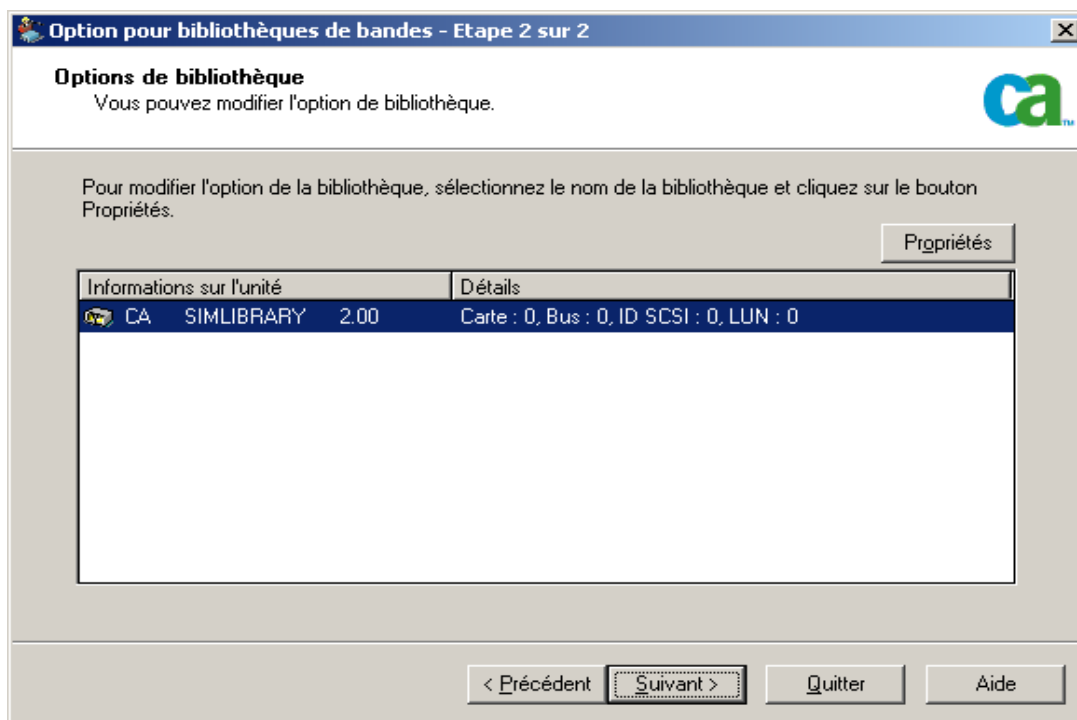 Option pour bibliothèques de bandes - Etape 2 sur 2
Options de bibliothèque
Vous pouvez modifier l'option de bibliothèque.
ca TM
Pour modifier l'option de la bibliothèque, sélectionnez le nom de la bibliothèque et cliquez sur le bouton
Propriétés.
Propriétés
Informations sur l'unité Détails
CA SIMLIBRARY 2.00 Carte : 0, Bus : 0, ID SCSI : 0, LUN : 0
< Précédent Suivant > Quitter Aide